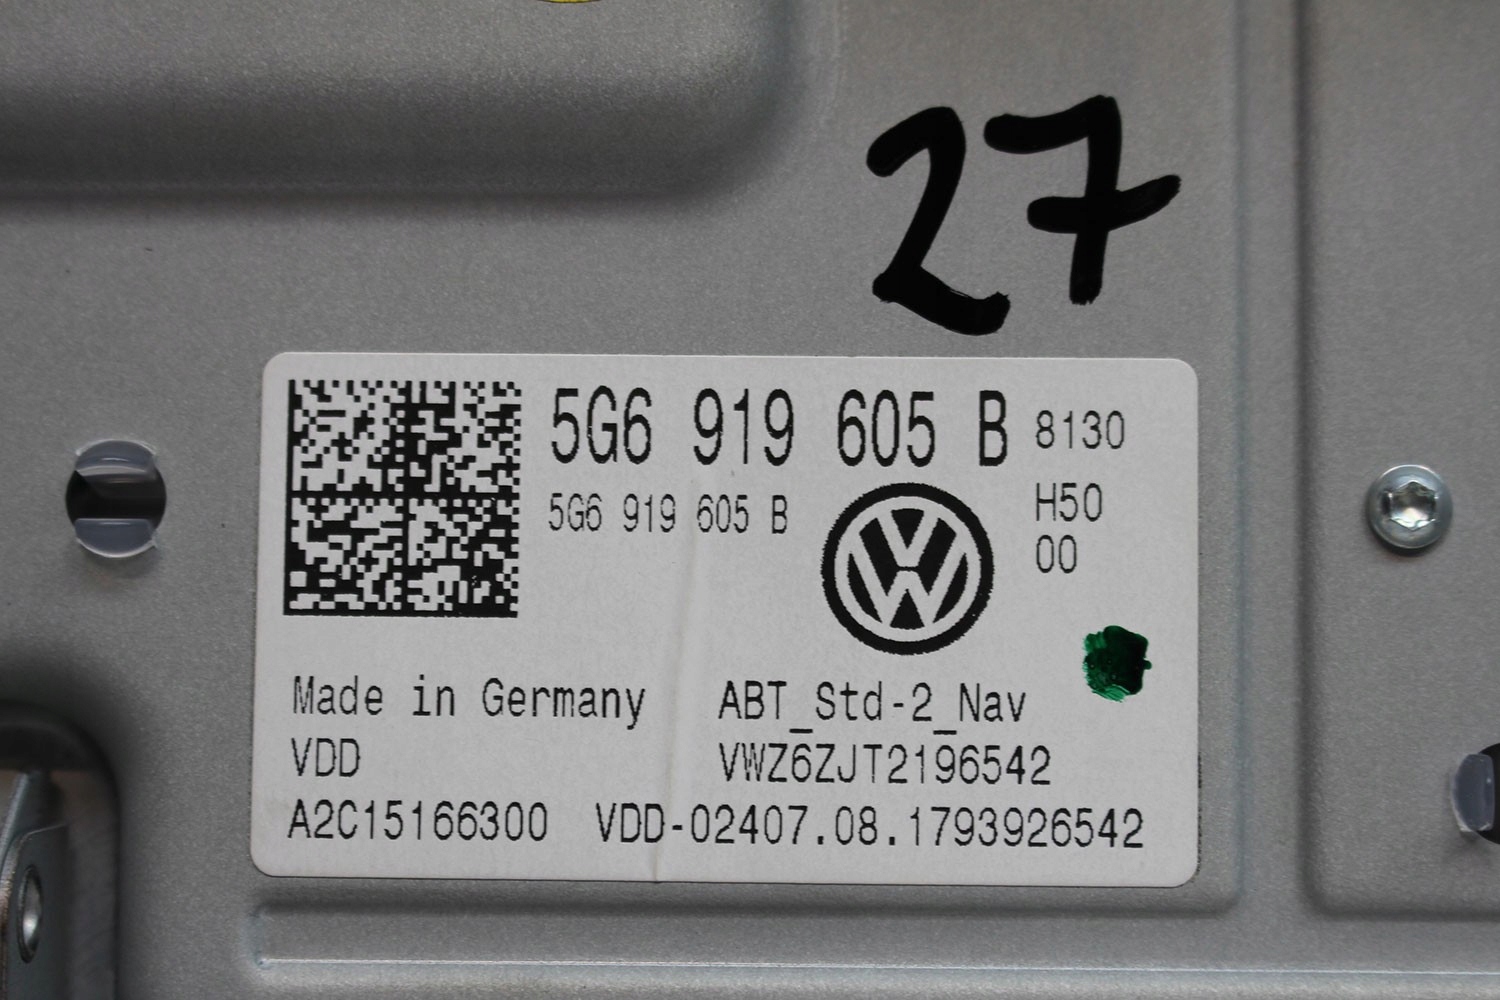 27
5G6 919 605 B 8130
5G6 919 605 B
H50
00
Made in Germany
ABT_Std-2_Nav
VDD
VWZ6ZJT2196542
A2C15166300 VDD-02407.08.1793926542